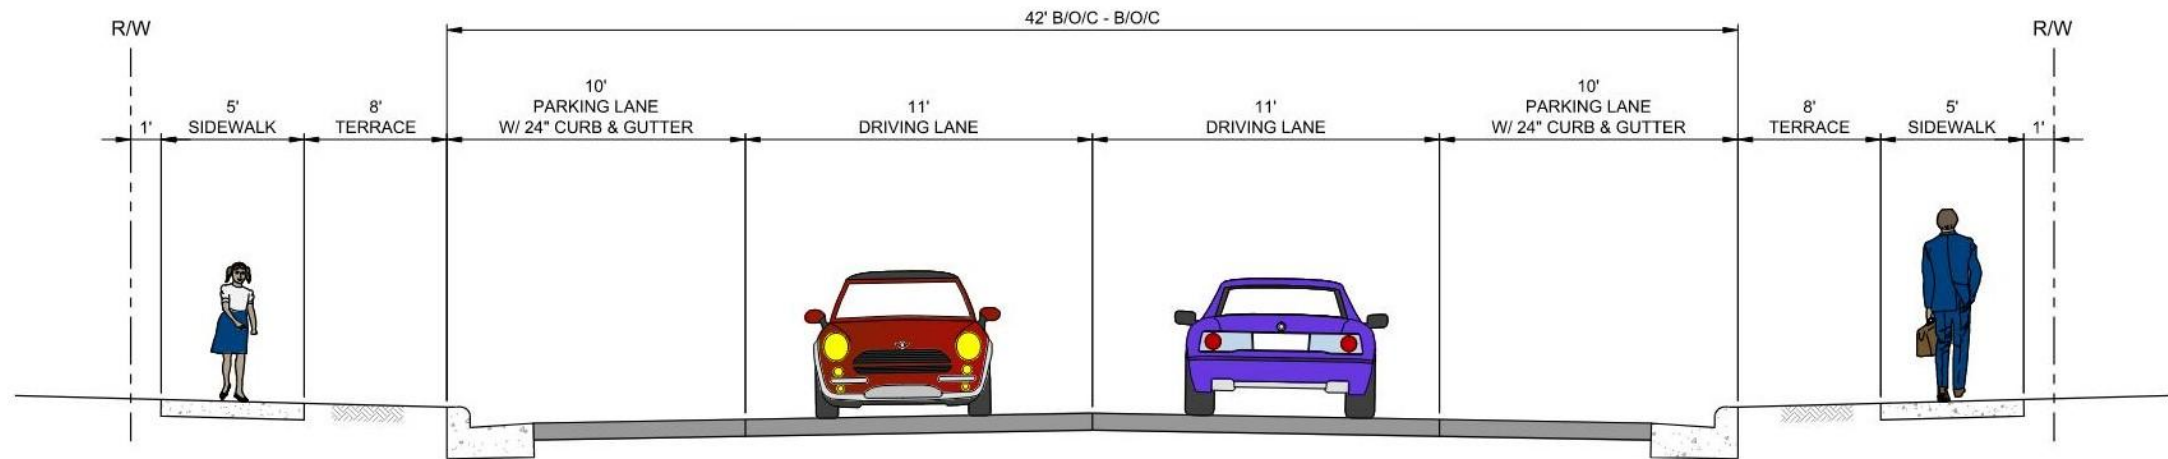 42' B/O/C - B/O/C
R/W
R/W
10'
PARKING LANE
W/ 24" CURB & GUTTER
10'
PARKING LANE
W/ 24" CURB & GUTTER
1'
5'
SIDEWALK
8'
TERRACE
11'
DRIVING LANE
11'
DRIVING LANE
8'
TERRACE
5'
SIDEWALK
1'